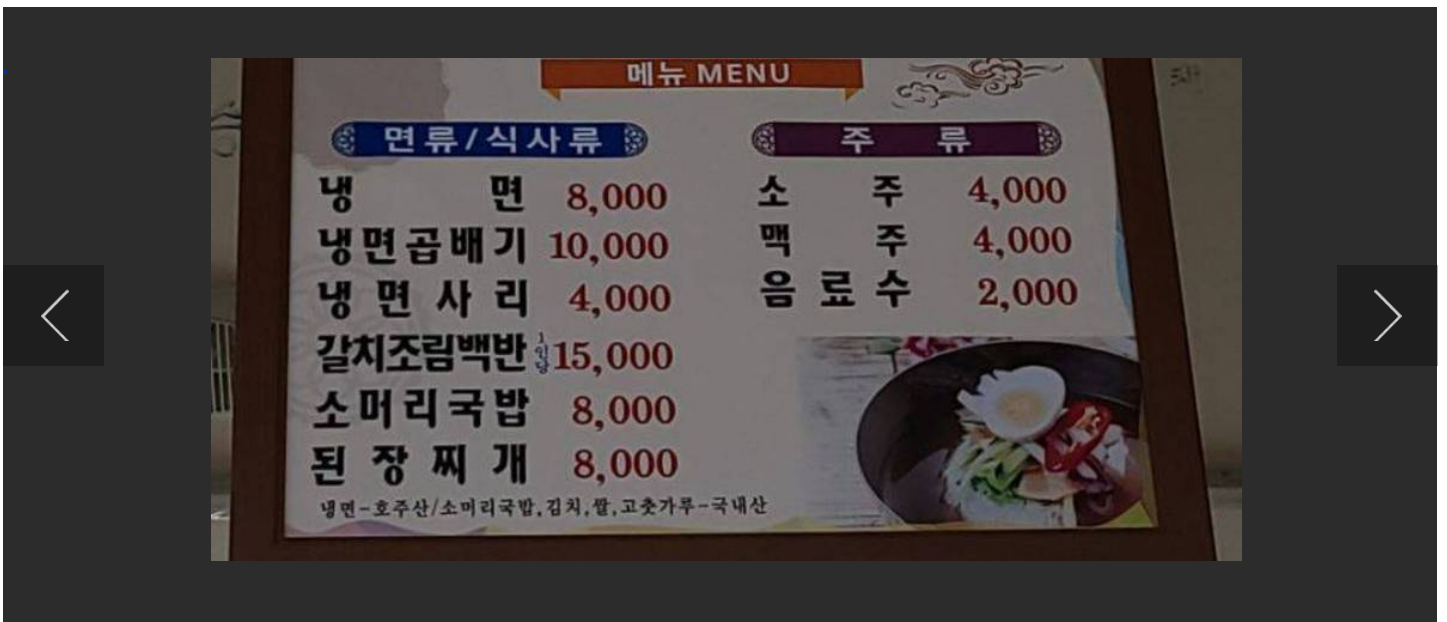 메뉴 MENU
면류/식사류
냉 면 8,000
냉면곱배기 10,000
냉면사리 4,000
갈치조림백반 1인당 15,000
소머리국밥 8,000
된장찌개 8,000
냉면-호주산/소머리국밥,김치,쌀,고춧가루-국내산
주 류
소 주 4,000
맥 주 4,000
음료수 2,000